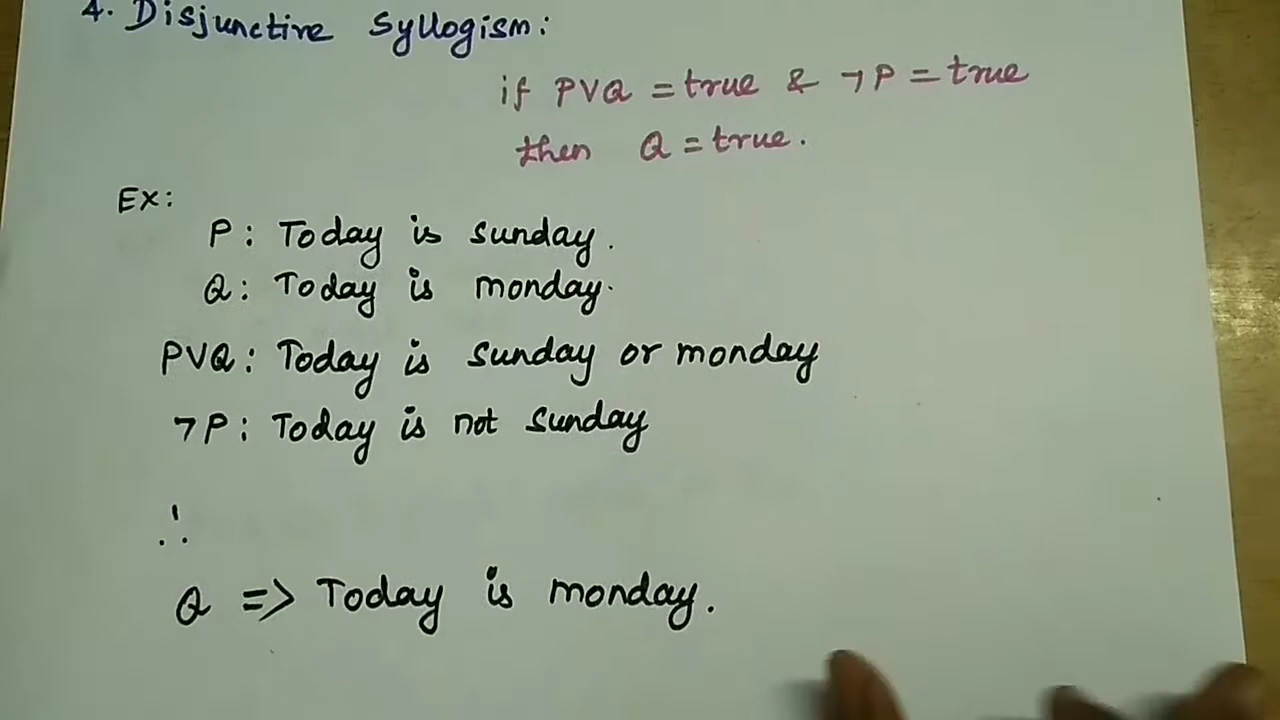 4. Disjunctive Syllogism:
if PVQ = true & ¬P = true
then Q = true.
Ex:
P: Today is sunday.
Q: Today is monday.
PVQ: Today is sunday or monday
¬P: Today is not sunday
∴
Q => Today is monday.